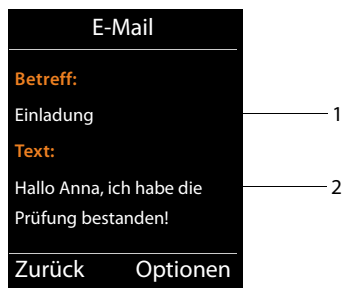 E-Mail
Betreff:
Einladung
1
Text:
Hallo Anna, ich habe die
2
Prüfung bestanden!
Zurück Optionen